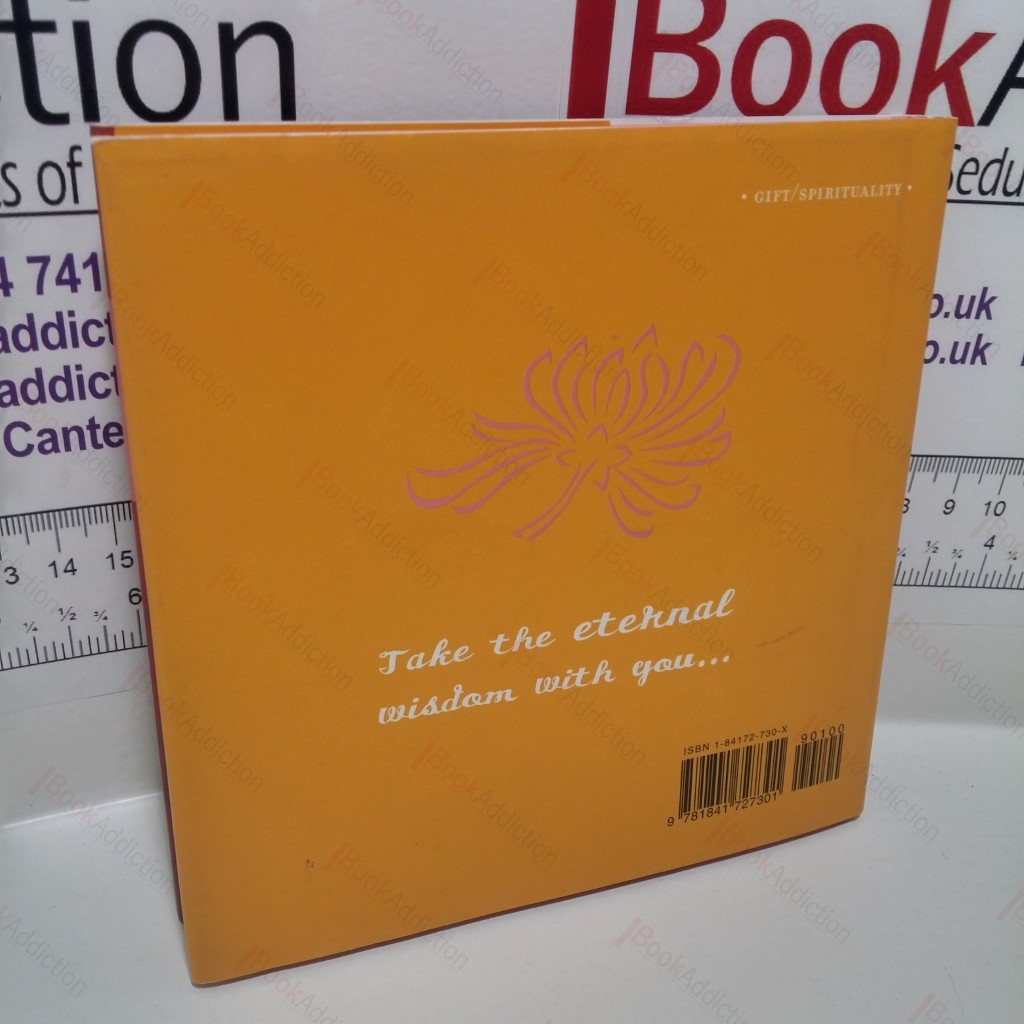 ction
BookA
ts of
Sedu
4 741
addict
addict
Cante
o.uk
o.uk
• GIFT/SPIRITUALITY •
Take the eternal
wisdom with you...
ISBN 1-84172-730-X
90100
9 781841 727301
3 14 15
6
1/4 1/2 3/4
8 9 10
4
1/4 1/2 3/4
BookAddiction